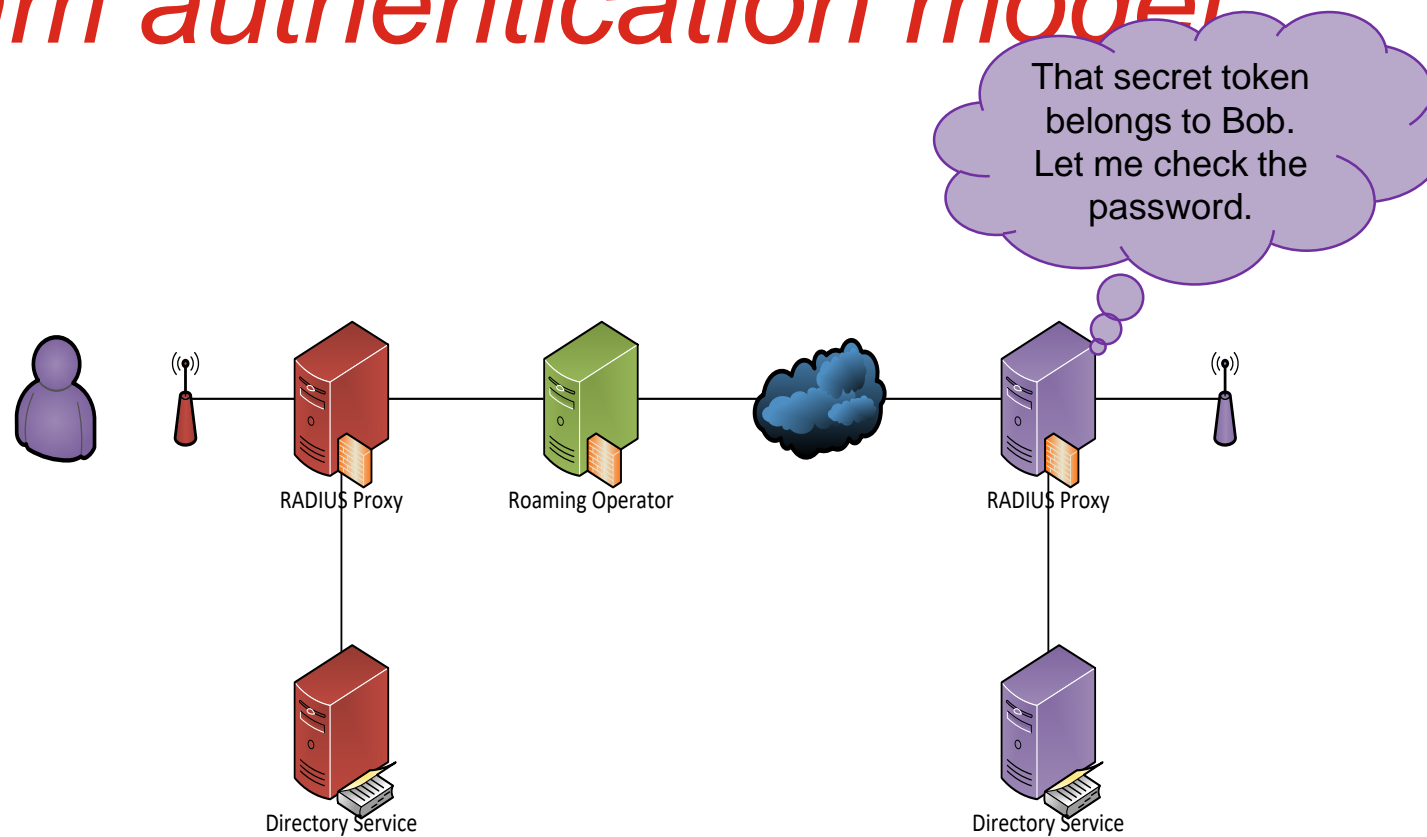 authentication model
That secret token
belongs to Bob.
Let me check the
password.
RADIUS Proxy
Roaming Operator
RADIUS Proxy
Directory Service
Directory Service